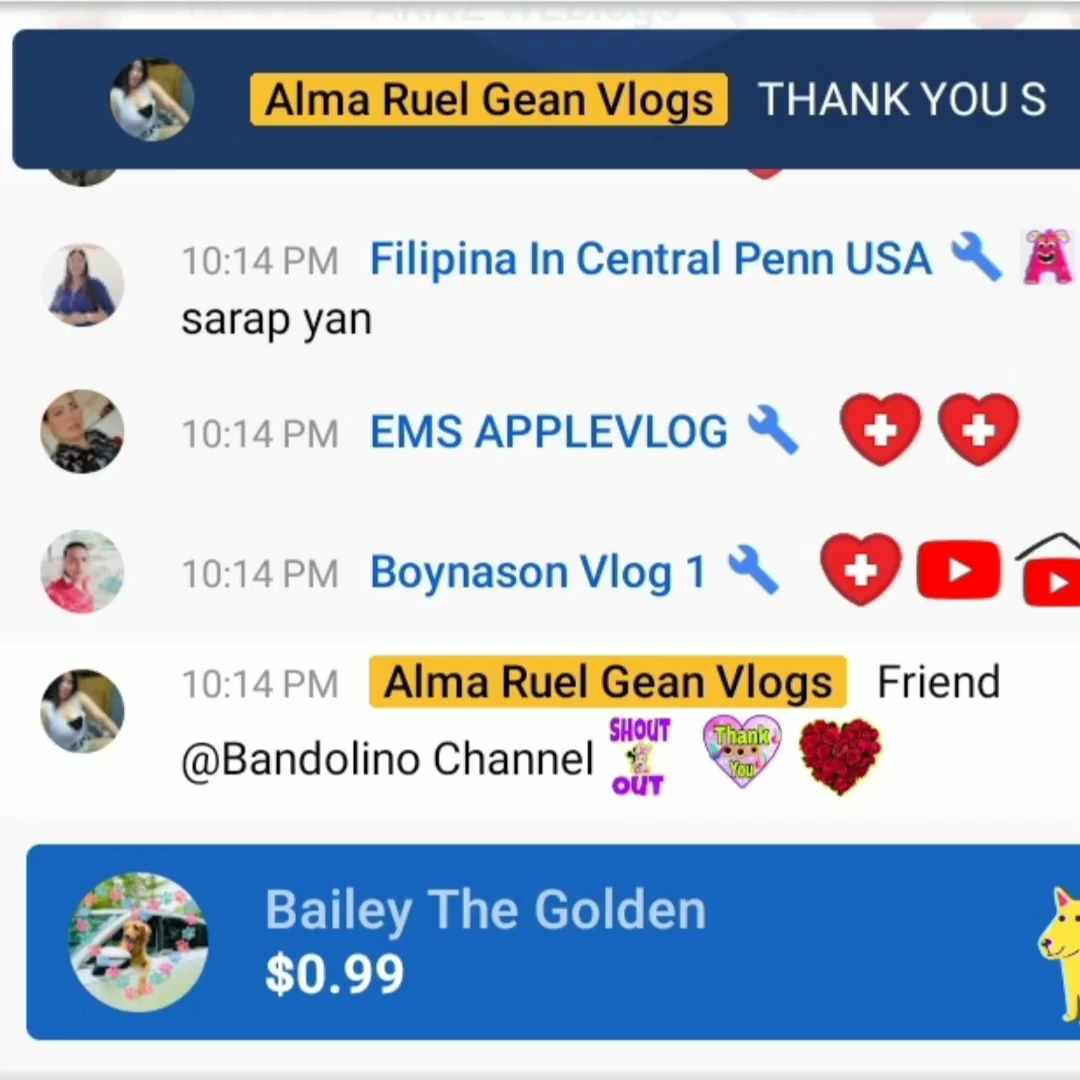 Alma Ruel Gean Vlogs THANK YOU S
10:14 PM Filipina In Central Penn USA
sarap yan
10:14 PM EMS APPLEVLOG
10:14 PM Boynason Vlog 1
10:14 PM Alma Ruel Gean Vlogs Friend
@Bandolino Channel SHOUT OUT Thank You
Bailey The Golden
$0.99